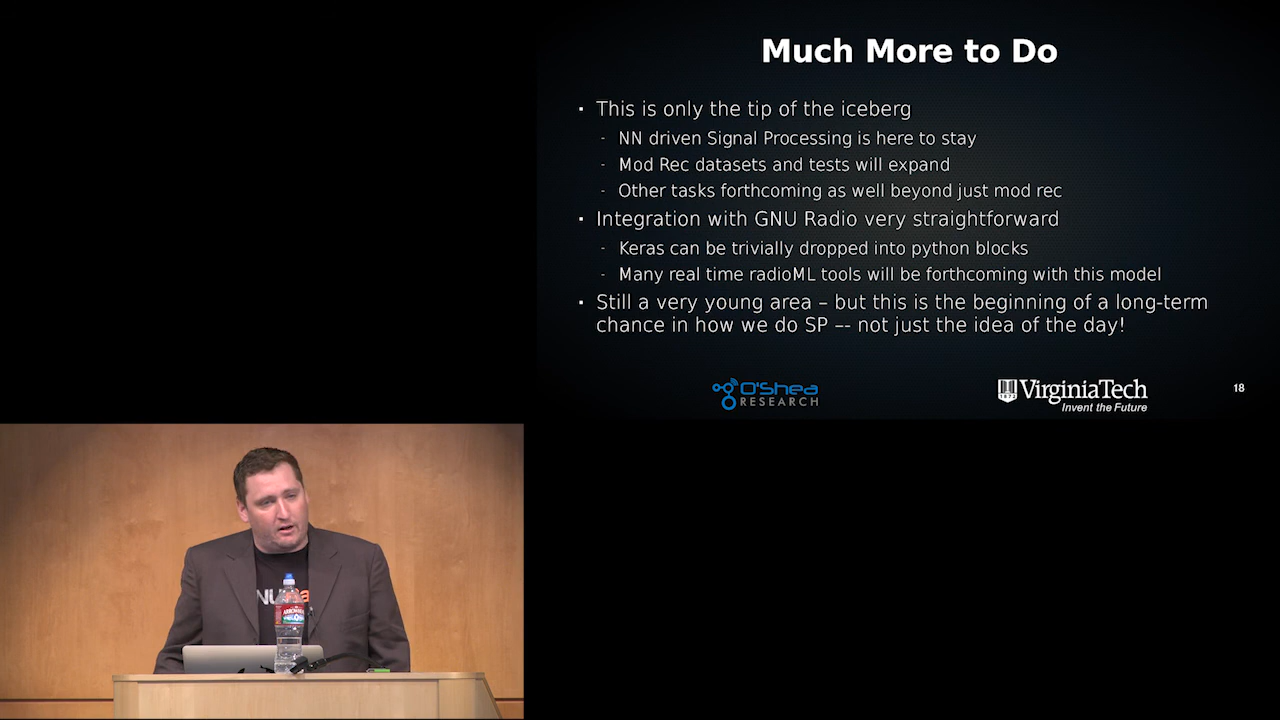 Much More to Do
▪ This is only the tip of the iceberg
- NN driven Signal Processing is here to stay
- Mod Rec datasets and tests will expand
- Other tasks forthcoming as well beyond just mod rec
▪ Integration with GNU Radio very straightforward
- Keras can be trivially dropped into python blocks
- Many real time radioML tools will be forthcoming with this model
▪ Still a very young area – but this is the beginning of a long-term
chance in how we do SP –- not just the idea of the day!
O'Shea
RESEARCH
1872
VirginiaTech
Invent the Future
18
NU